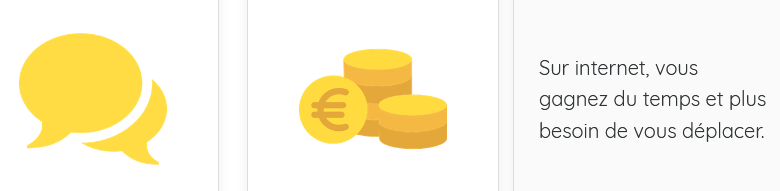 €
Sur internet, vous
gagnez du temps et plus
besoin de vous déplacer.